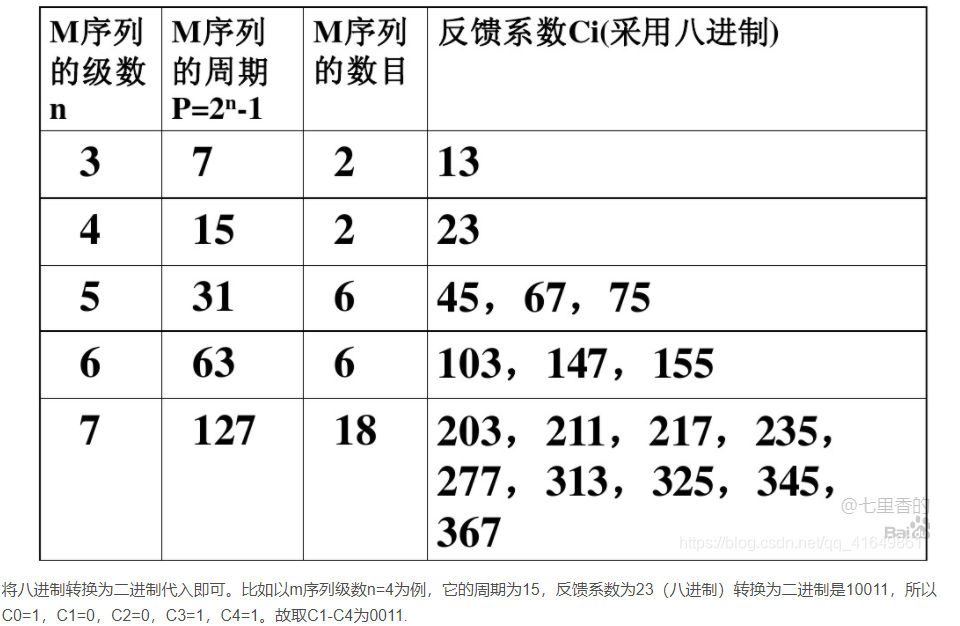 M序列的级数n M序列的周期P=2ⁿ-1 M序列的数目 反馈系数Ci(采用八进制)
3 7 2 13
4 15 2 23
5 31 6 45，67，75
6 63 6 103，147，155
7 127 18 203，211，217，235，
277，313，325，345，
367
@七里香的
Bai
https://blog.csdn.net/qq_41649861
将八进制转换为二进制代入即可。比如以m序列级数n=4为例，它的周期为15，反馈系数为23（八进制）转换为二进制是10011，所以
C0=1，C1=0，C2=0，C3=1，C4=1。故取C1-C4为0011.